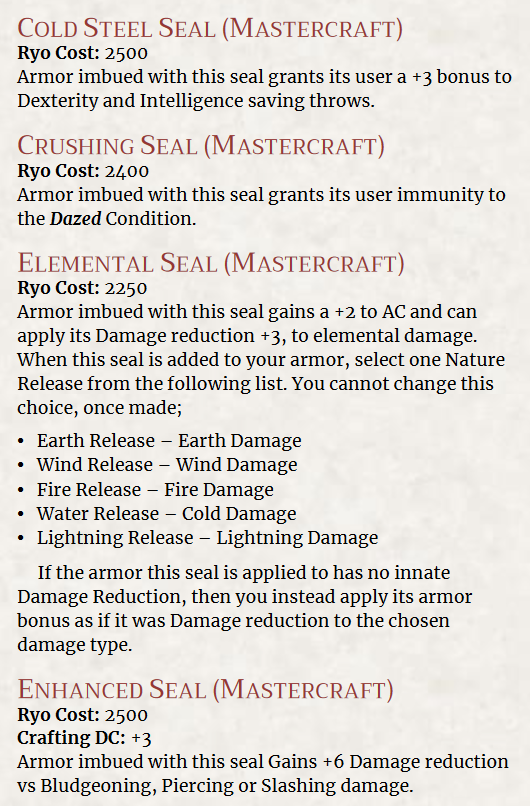 Cold Steel Seal (Mastercraft)
Ryo Cost: 2500
Armor imbued with this seal grants its user a +3 bonus to
Dexterity and Intelligence saving throws.
Crushing Seal (Mastercraft)
Ryo Cost: 2400
Armor imbued with this seal grants its user immunity to
the Dazed Condition.
Elemental Seal (Mastercraft)
Ryo Cost: 2250
Armor imbued with this seal gains a +2 to AC and can
apply its Damage reduction +3, to elemental damage.
When this seal is added to your armor, select one Nature
Release from the following list. You cannot change this
choice, once made;
• Earth Release – Earth Damage
• Wind Release – Wind Damage
• Fire Release – Fire Damage
• Water Release – Cold Damage
• Lightning Release – Lightning Damage
If the armor this seal is applied to has no innate
Damage Reduction, then you instead apply its armor
bonus as if it was Damage reduction to the chosen
damage type.
Enhanced Seal (Mastercraft)
Ryo Cost: 2500
Crafting DC: +3
Armor imbued with this seal Gains +6 Damage reduction
vs Bludgeoning, Piercing or Slashing damage.